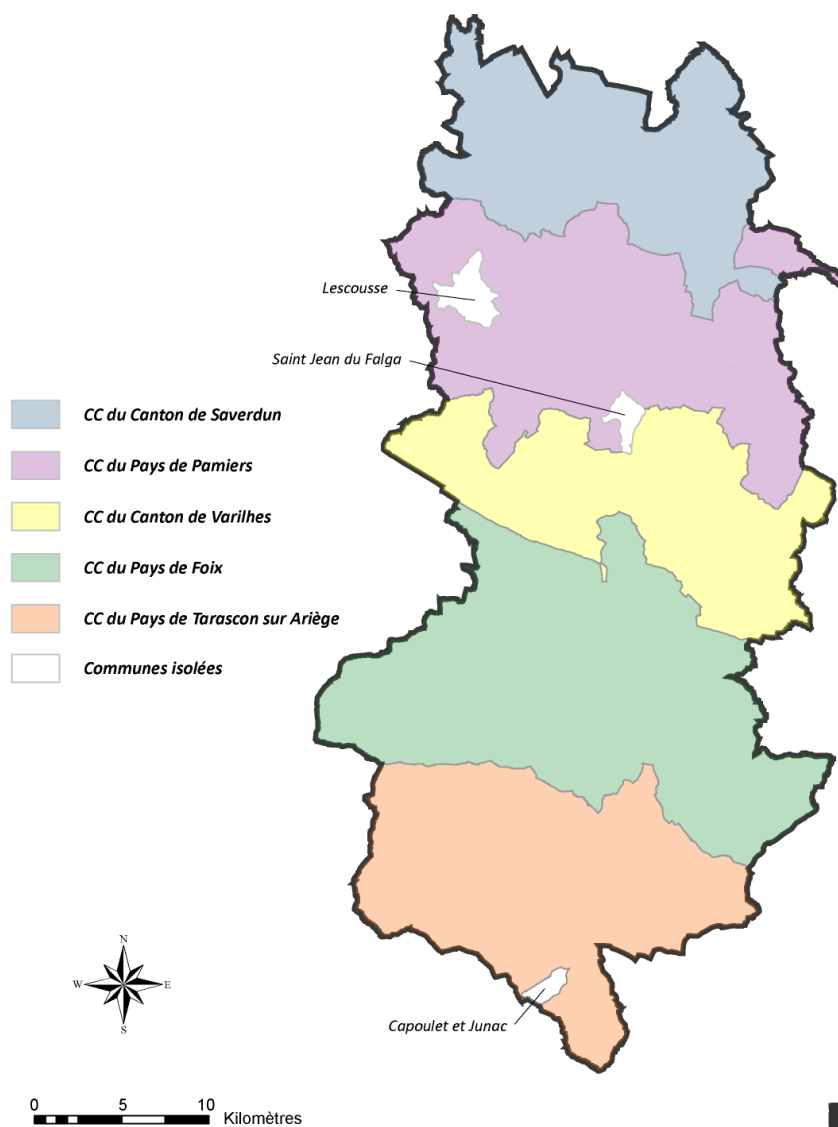 Lescousse
Saint Jean du Falga
CC du Canton de Saverdun
CC du Pays de Pamiers
CC du Canton de Varilhes
CC du Pays de Foix
CC du Pays de Tarascon sur Ariège
Communes isolées
N
W E
S
Capoulet et Junac
0 5 10
Kilomètres